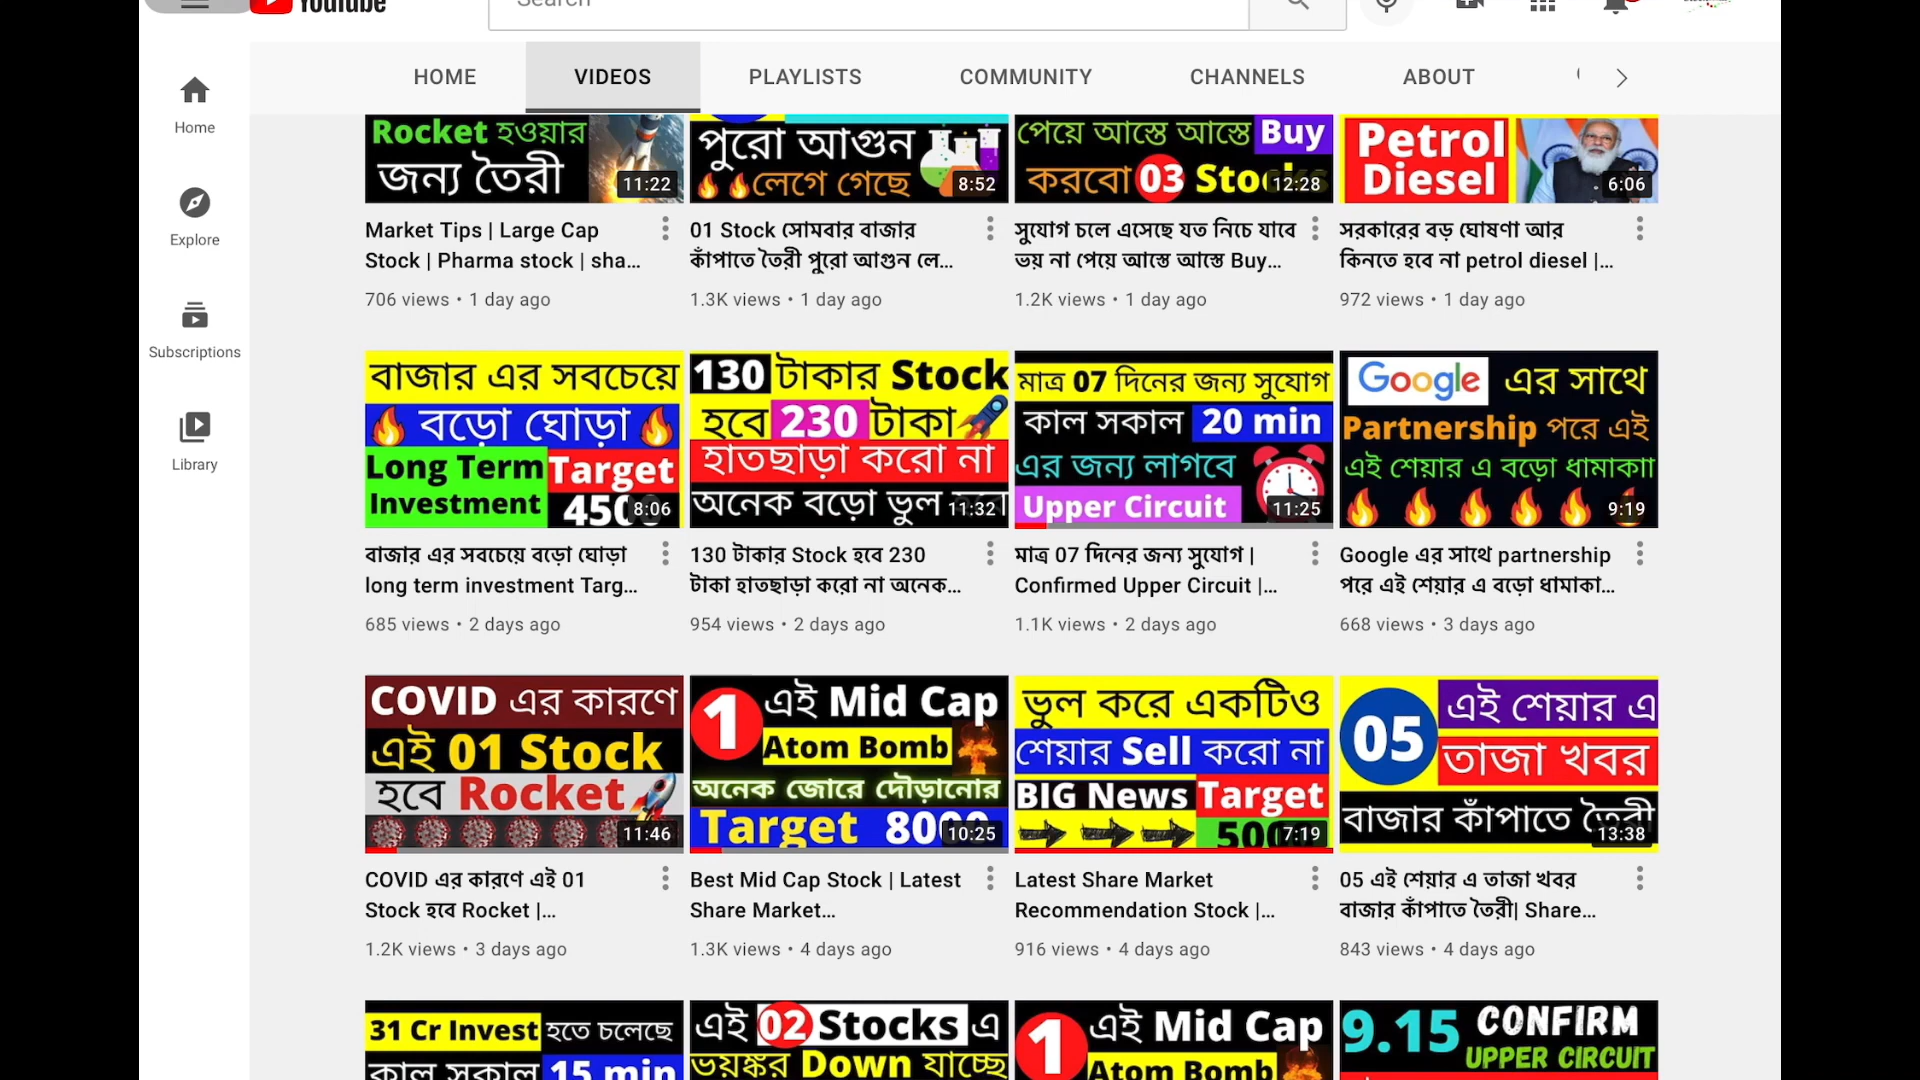 YouTube
Search
HOME
VIDEOS
PLAYLISTS
COMMUNITY
CHANNELS
ABOUT
Home
Explore
Subscriptions
Library
Rocket হওয়ার
জন্য তৈরী
11:22
পুরো আগুন
লেগে গেছে
8:52
পেয়ে আস্তে আস্তে Buy
করবো 03 Stocks
12:28
Petrol
Diesel
6:06
Market Tips | Large Cap
Stock | Pharma stock | sha...
706 views • 1 day ago
01 Stock সোমবার বাজার
কাঁপাতে তৈরী পুরো আগুন লে...
1.3K views • 1 day ago
সুযোগ চলে এসেছে যত নিচে যাবে
ভয় না পেয়ে আস্তে আস্তে Buy...
1.2K views • 1 day ago
সরকারের বড় ঘোষণা আর
কিনতে হবে না petrol diesel |...
972 views • 1 day ago
বাজার এর সবচেয়ে
বড়ো ঘোড়া
Long Term Target
Investment
8:06
130 টাকার Stock
হবে 230 টাকা
হাতছাড়া করো না
অনেক বড়ো ভুল হবে
11:32
মাত্র 07 দিনের জন্য সুযোগ
কাল সকাল 20 min
এর জন্য লাগবে
Upper Circuit
11:25
Google এর সাথে
Partnership পরে এই
এই শেয়ার এ বড়ো ধামাকাা
9:19
বাজার এর সবচেয়ে বড়ো ঘোড়া
long term investment Targ...
685 views • 2 days ago
130 টাকার Stock হবে 230
টাকা হাতছাড়া করো না অনেক...
954 views • 2 days ago
মাত্র 07 দিনের জন্য সুযোগ |
Confirmed Upper Circuit |...
1.1K views • 2 days ago
Google এর সাথে partnership
পরে এই শেয়ার এ বড়ো ধামাকা...
668 views • 3 days ago
COVID এর কারণে
এই 01 Stock
হবে Rocket
11:46
1 এই Mid Cap
Atom Bomb
অনেক জোরে দৌড়ানোর
Target
10:25
ভুল করে একটিও
শেয়ার Sell করো না
BIG News Target
7:19
05 এই শেয়ার এ
তাজা খবর
বাজার কাঁপাতে তৈরী
13:38
COVID এর কারণে এই 01
Stock হবে Rocket |...
1.2K views • 3 days ago
Best Mid Cap Stock | Latest
Share Market...
1.3K views • 4 days ago
Latest Share Market
Recommendation Stock |...
916 views • 4 days ago
05 এই শেয়ার এ তাজা খবর
বাজার কাঁপাতে তৈরী| Share...
843 views • 4 days ago
31 Cr Invest হতে চলেছে
কাল সকাল 15 min
এই 02 Stocks এ
ভয়ঙ্কর Down যাচ্ছে
1 এই Mid Cap
Atom Bomb
9.15 CONFIRM
UPPER CIRCUIT